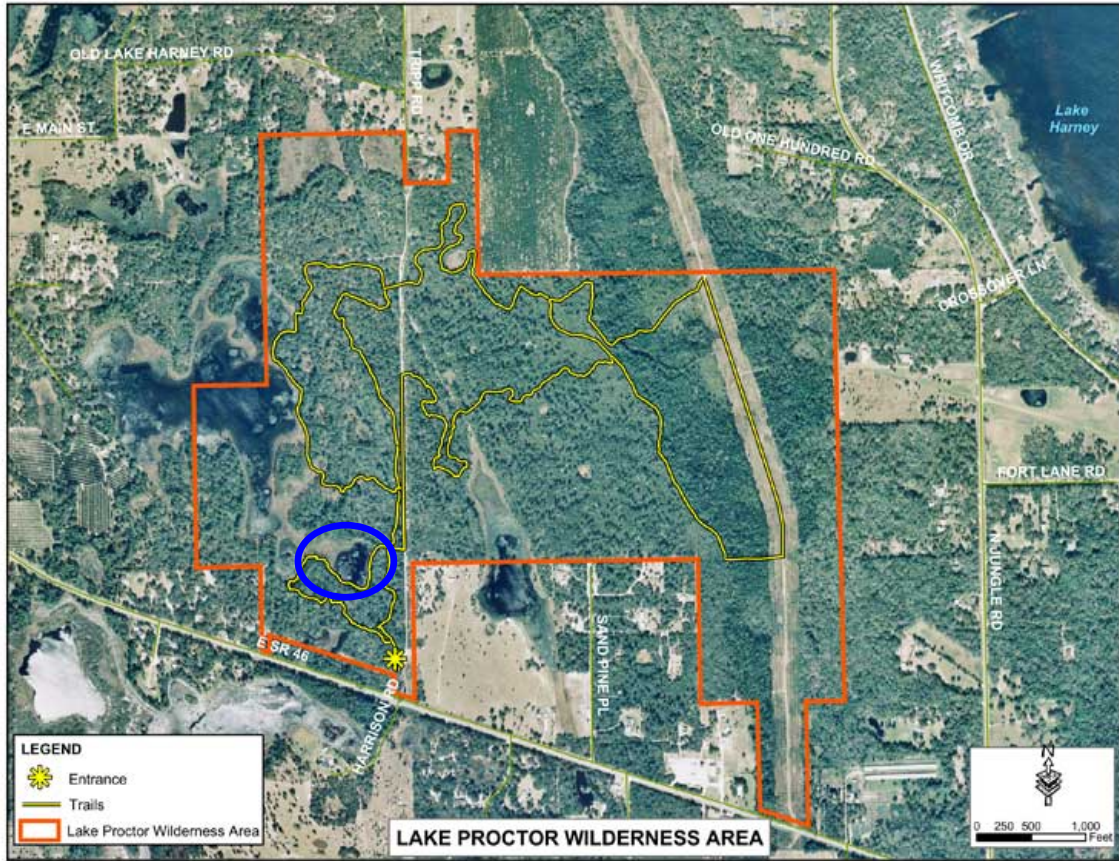 OLD LAKE HARNEY RD
TRIPP RD
E MAIN ST
WHITCOMB DR
Lake
Harney
OLD ONE HUNDRED RD
CROSSOVER LN
FORT LANE RD
N JUNGLE RD
E SR 46
SAND PINE PL
HARRISON RD
LEGEND
Entrance
Trails
Lake Proctor Wilderness Area
LAKE PROCTOR WILDERNESS AREA
N
0 250 500 1,000
Feet